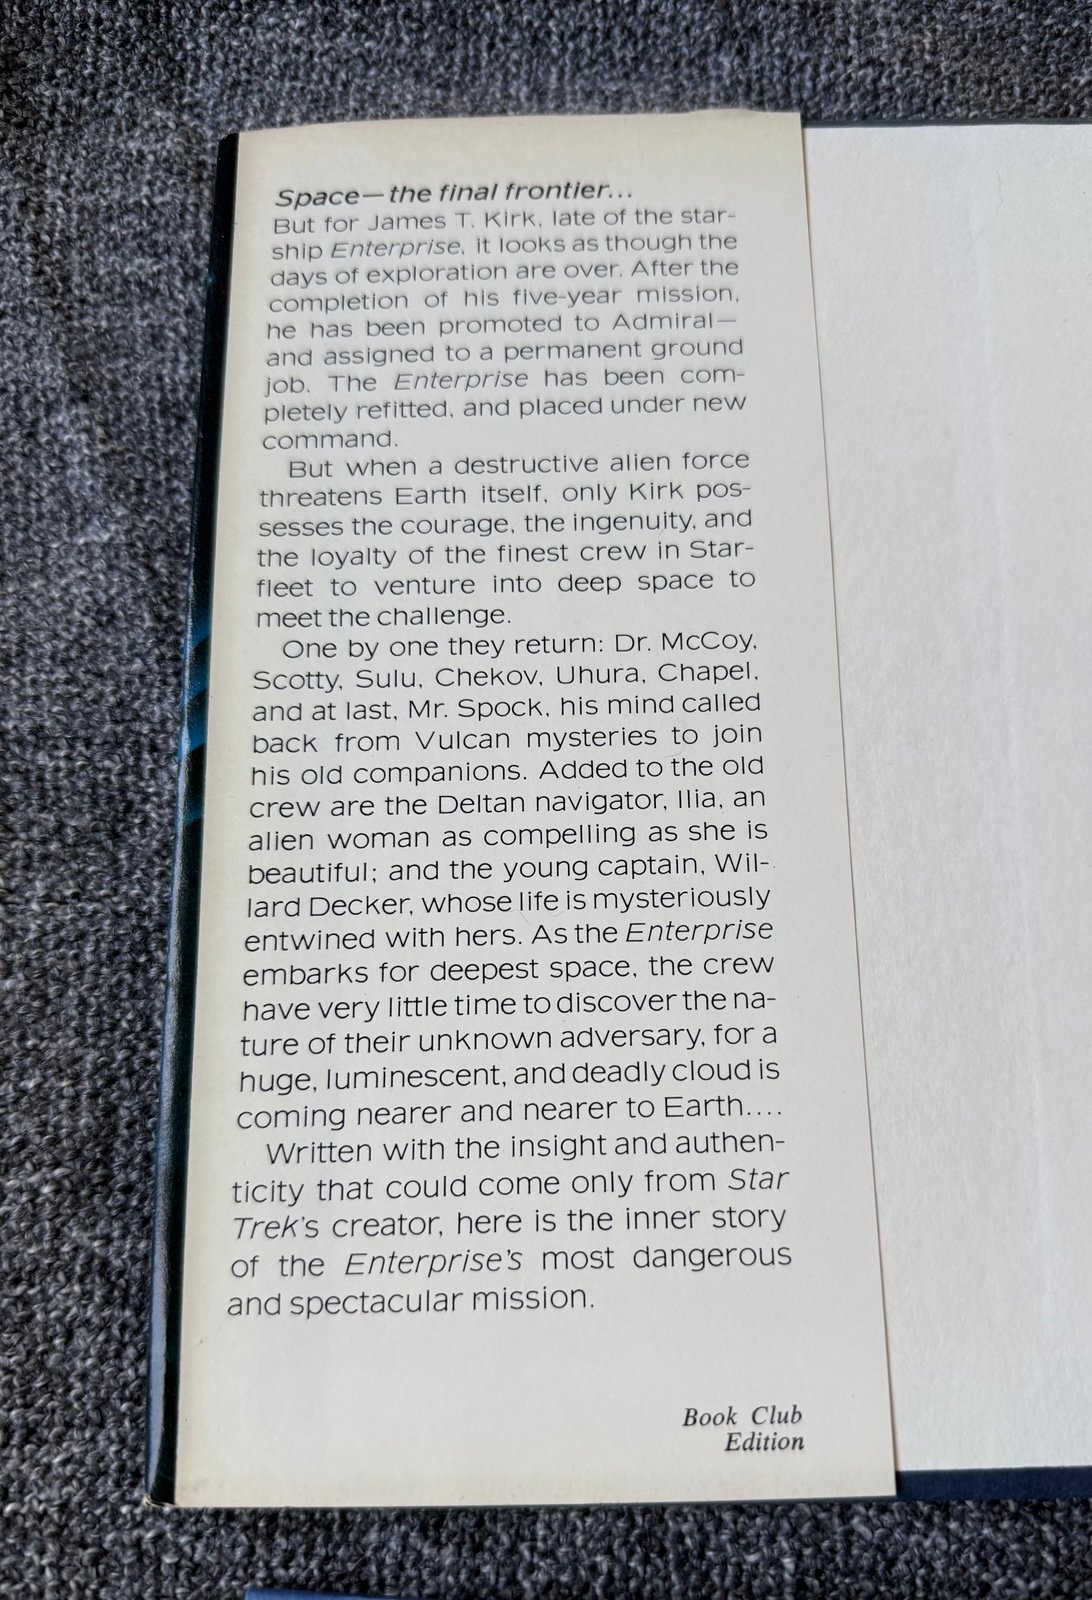 Space—the final frontier...
But for James T. Kirk, late of the star-
ship Enterprise, it looks as though the
days of exploration are over. After the
completion of his five-year mission,
he has been promoted to Admiral—
and assigned to a permanent ground
job. The Enterprise has been com-
pletely refitted, and placed under new
command.
But when a destructive alien force
threatens Earth itself, only Kirk pos-
sesses the courage, the ingenuity, and
the loyalty of the finest crew in Star-
fleet to venture into deep space to
meet the challenge.
One by one they return: Dr. McCoy,
Scotty, Sulu, Chekov, Uhura, Chapel,
and at last, Mr. Spock, his mind called
back from Vulcan mysteries to join
his old companions. Added to the old
crew are the Deltan navigator, Ilia, an
alien woman as compelling as she is
beautiful; and the young captain, Wil-
lard Decker, whose life is mysteriously
entwined with hers. As the Enterprise
embarks for deepest space, the crew
have very little time to discover the na-
ture of their unknown adversary, for a
huge, luminescent, and deadly cloud is
coming nearer and nearer to Earth....
Written with the insight and authen-
ticity that could come only from Star
Trek's creator, here is the inner story
of the Enterprise's most dangerous
and spectacular mission.
Book Club
Edition